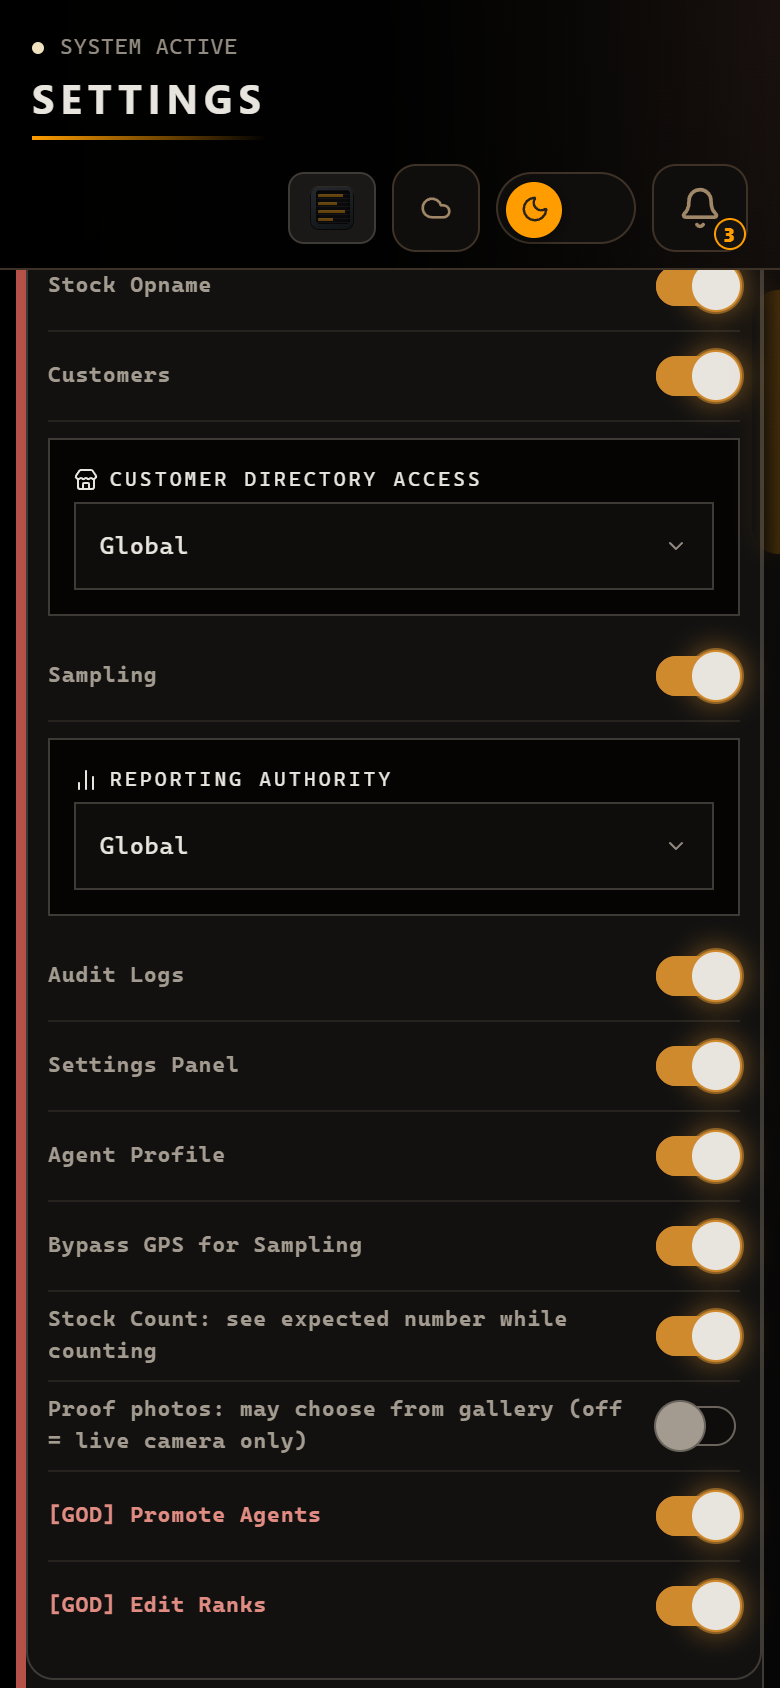 SYSTEM ACTIVE
SETTINGS
3
Stock Opname
Customers
CUSTOMER DIRECTORY ACCESS
Global
Sampling
REPORTING AUTHORITY
Global
Audit Logs
Settings Panel
Agent Profile
Bypass GPS for Sampling
Stock Count: see expected number while
counting
Proof photos: may choose from gallery (off
= live camera only)
[GOD] Promote Agents
[GOD] Edit Ranks